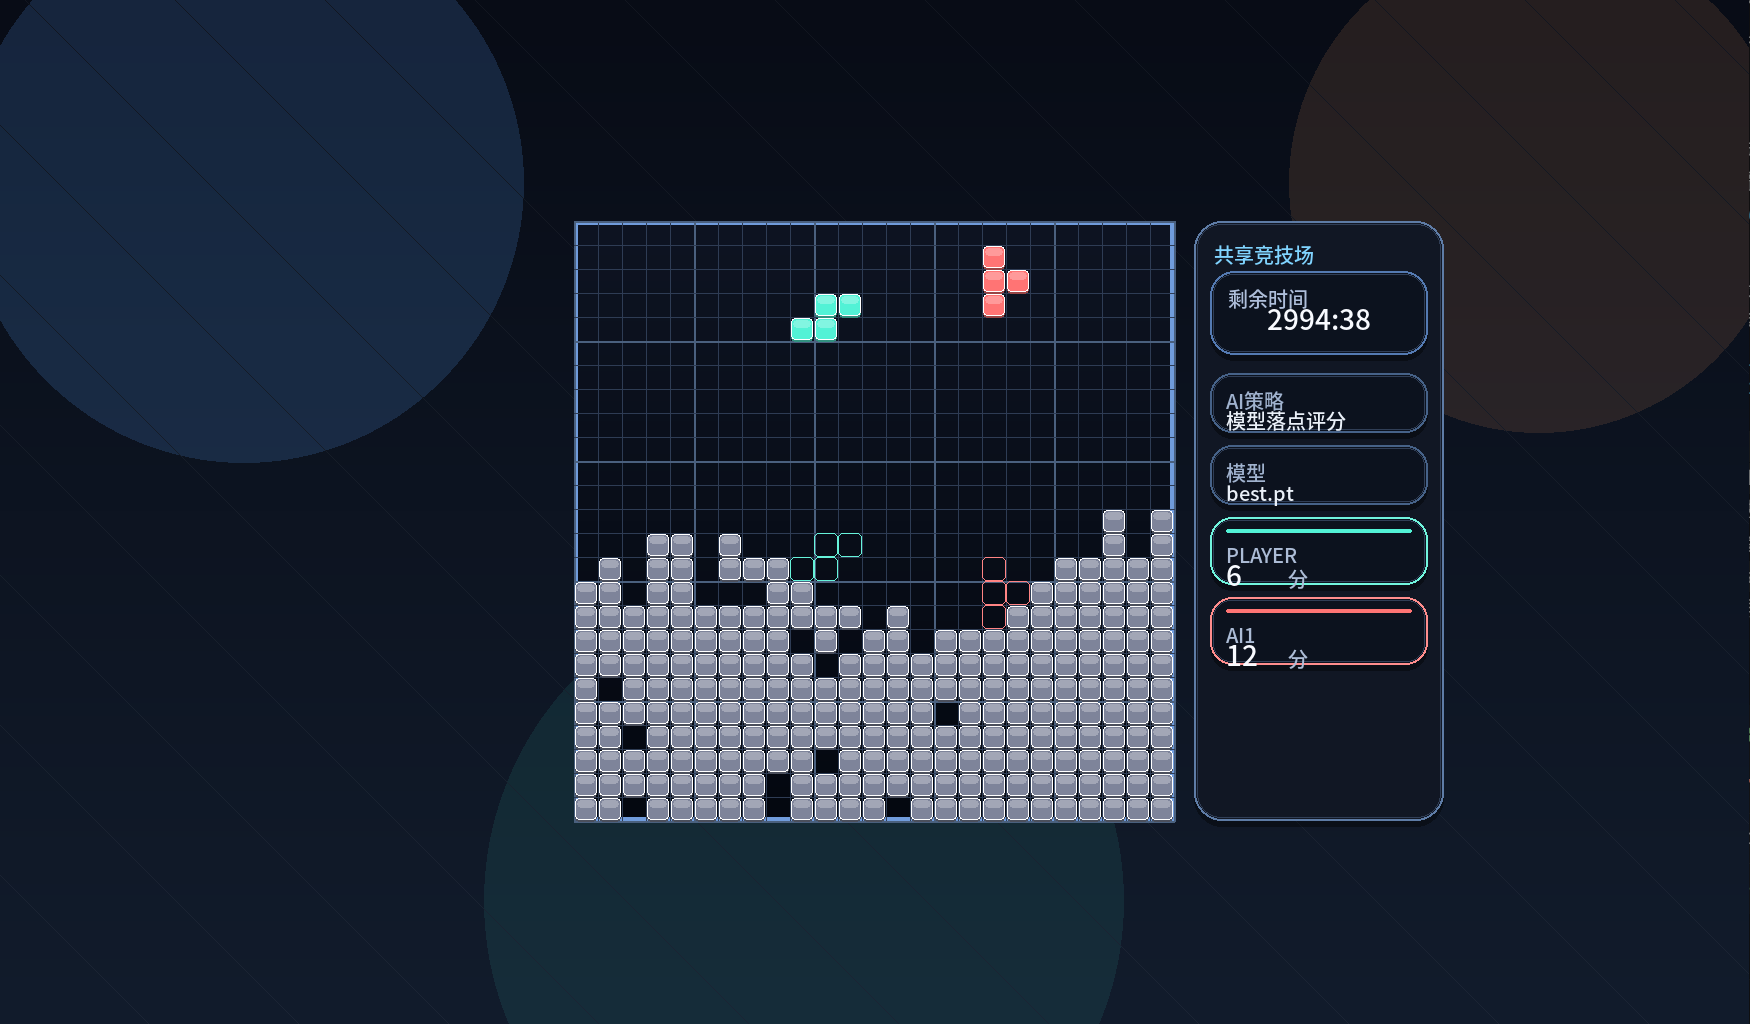 共享竞技场
剩余时间
2994:38
AI策略
模型落点评分
模型
best.pt
PLAYER
6 分
AI1
12 分